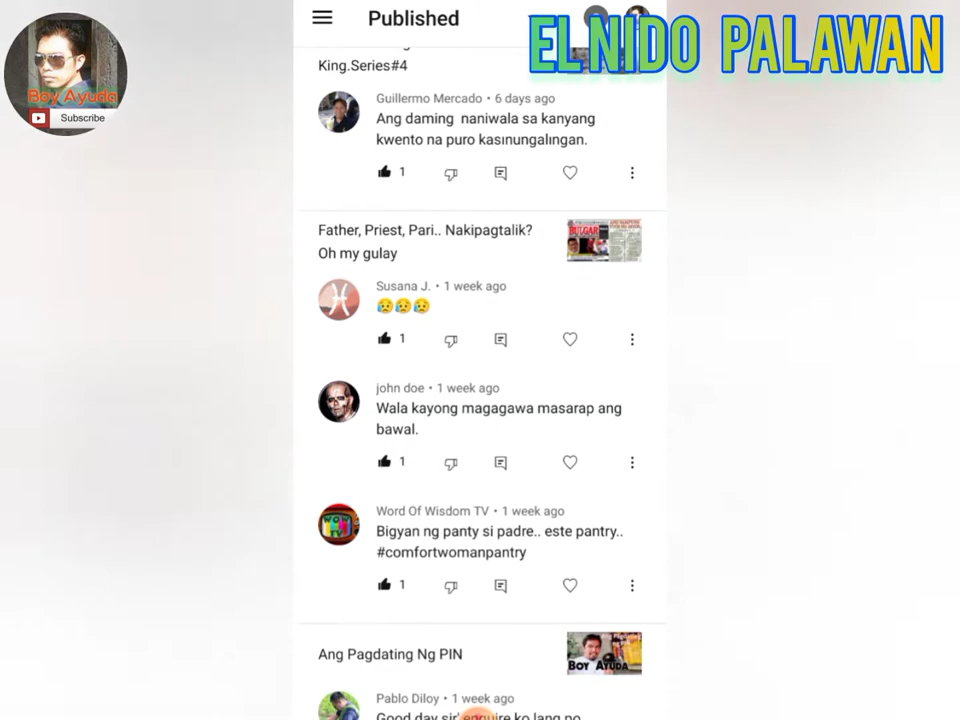 Published
ELNIDO PALAWAN
Boy Ayuda
Subscribe
King.Series#4
Guillermo Mercado • 6 days ago
Ang daming naniwala sa kanyang
kwento na puro kasınungalıngan.
1
Father, Priest, Pari.. Nakipagtalik?
Oh my gulay
BULGAR
Susana J. • 1 week ago
😥😥😥
1
john doe • 1 week ago
Wala kayong magagawa masarap ang
bawal.
1
WOW
TV
Word Of Wisdom TV • 1 week ago
Bigyan ng panty si padre.. este pantry..
#comfortwomanpantry
1
Ang Pagdating Ng PIN
BOY AYUDA
Pablo Diloy • 1 week ago
Good day sir' enquire ko lang po